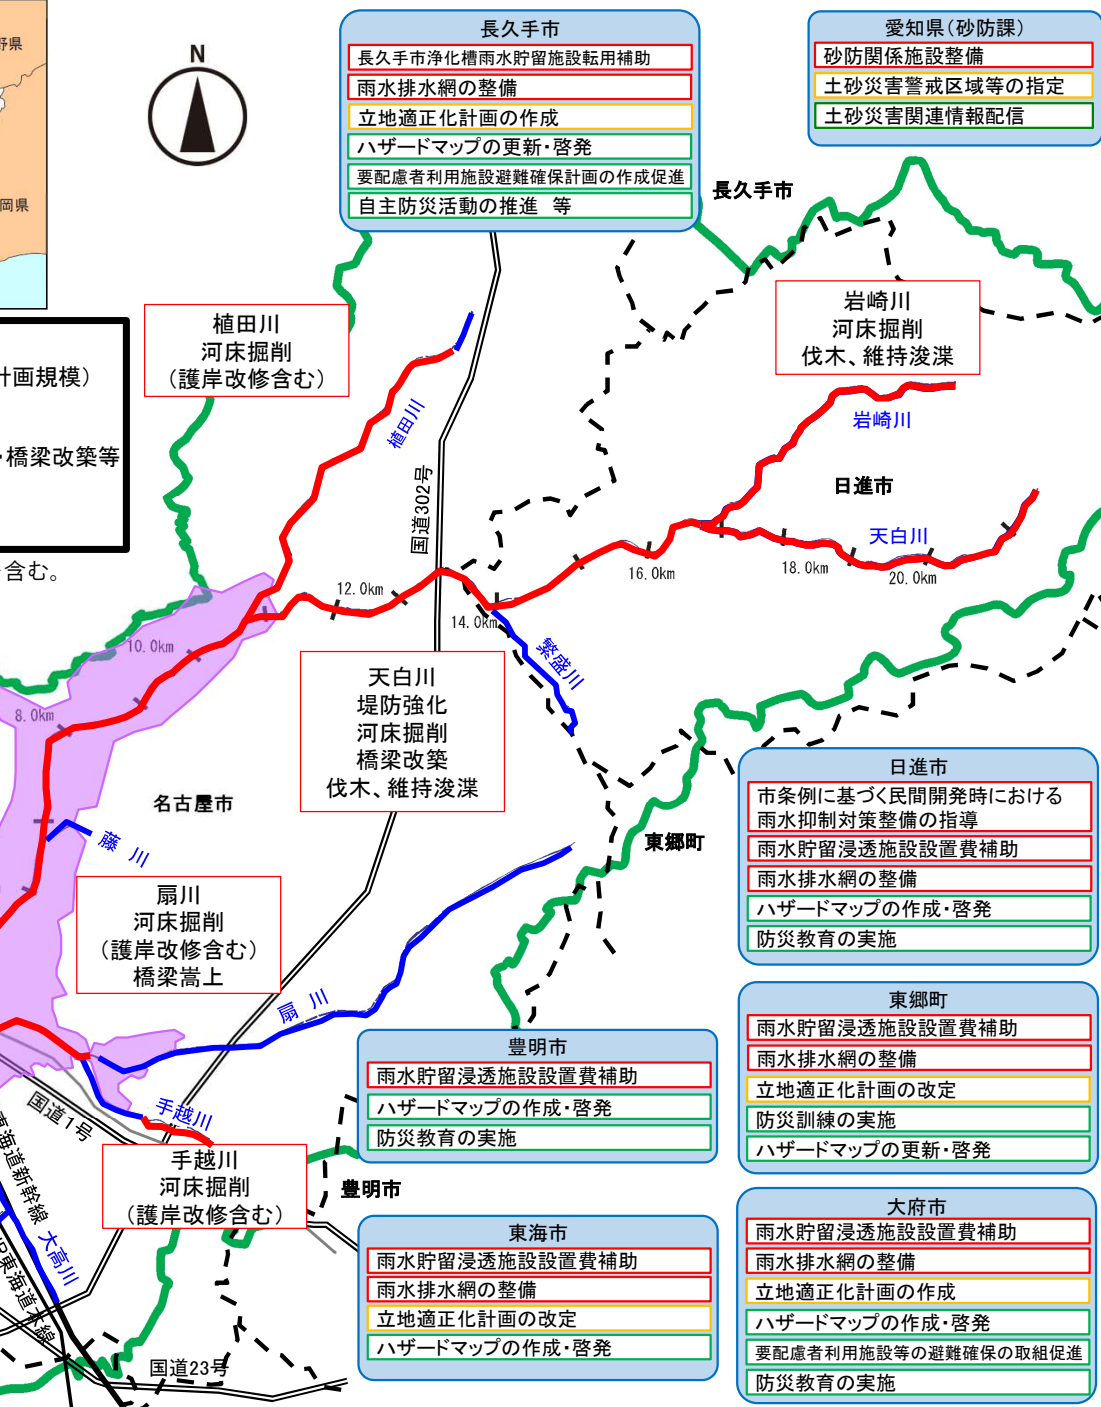 野県
岡県
N
長久手市
長久手市浄化槽雨水貯留施設転用補助
雨水排水網の整備
立地適正化計画の作成
ハザードマップの更新・啓発
要配慮者利用施設避難確保計画の作成促進
自主防災活動の推進 等
愛知県（砂防課）
砂防関係施設整備
土砂災害警戒区域等の指定
土砂災害関連情報配信
長久手市
植田川
河床掘削
（護岸改修含む）
岩崎川
河床掘削
伐木、維持浚渫
計画規模）
・橋梁改築等
含む。
植田川
国道302号
岩崎川
日進市
天白川
12.0km
14.0km
16.0km
18.0km
20.0km
10.0km
8.0km
繁盛川
天白川
堤防強化
河床掘削
橋梁改築
伐木、維持浚渫
名古屋市
藤川
東郷町
扇川
河床掘削
（護岸改修含む）
橋梁嵩上
扇川
日進市
市条例に基づく民間開発時における
雨水抑制対策整備の指導
雨水貯留浸透施設設置費補助
雨水排水網の整備
ハザードマップの作成・啓発
防災教育の実施
東郷町
雨水貯留浸透施設設置費補助
雨水排水網の整備
立地適正化計画の改定
防災訓練の実施
ハザードマップの更新・啓発
豊明市
雨水貯留浸透施設設置費補助
ハザードマップの作成・啓発
防災教育の実施
国道1号
手越川
手越川
河床掘削
（護岸改修含む）
豊明市
東海道新幹線
大高川
JR東海道本線
国道23号
東海市
雨水貯留浸透施設設置費補助
雨水排水網の整備
立地適正化計画の改定
ハザードマップの作成・啓発
大府市
雨水貯留浸透施設設置費補助
雨水排水網の整備
立地適正化計画の作成
ハザードマップの作成・啓発
要配慮者利用施設等の避難確保の取組促進
防災教育の実施